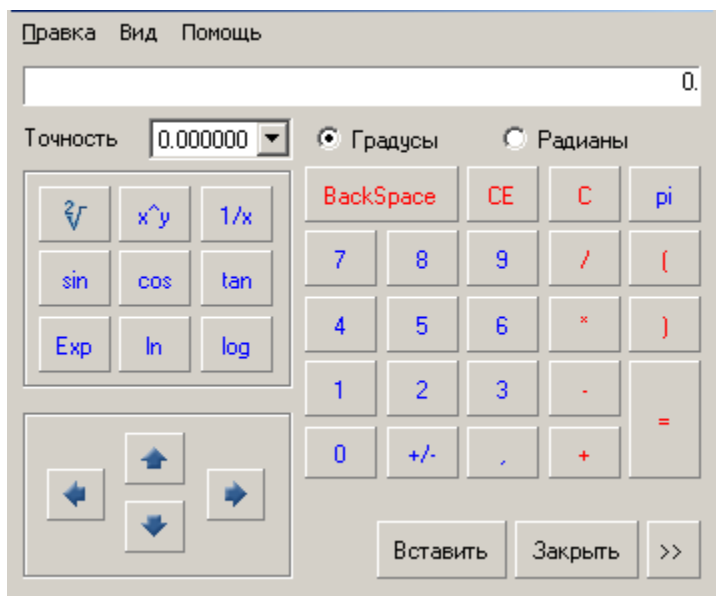 Правка Вид Помощь
0.
Точность 0.000000 Градусы Радианы
BackSpace CE C pi
2√ x^y 1/x
7 8 9 / (
sin cos tan
4 5 6 * )
Exp ln log
1 2 3 - =
0 +/- , +
Вставить Закрыть >>